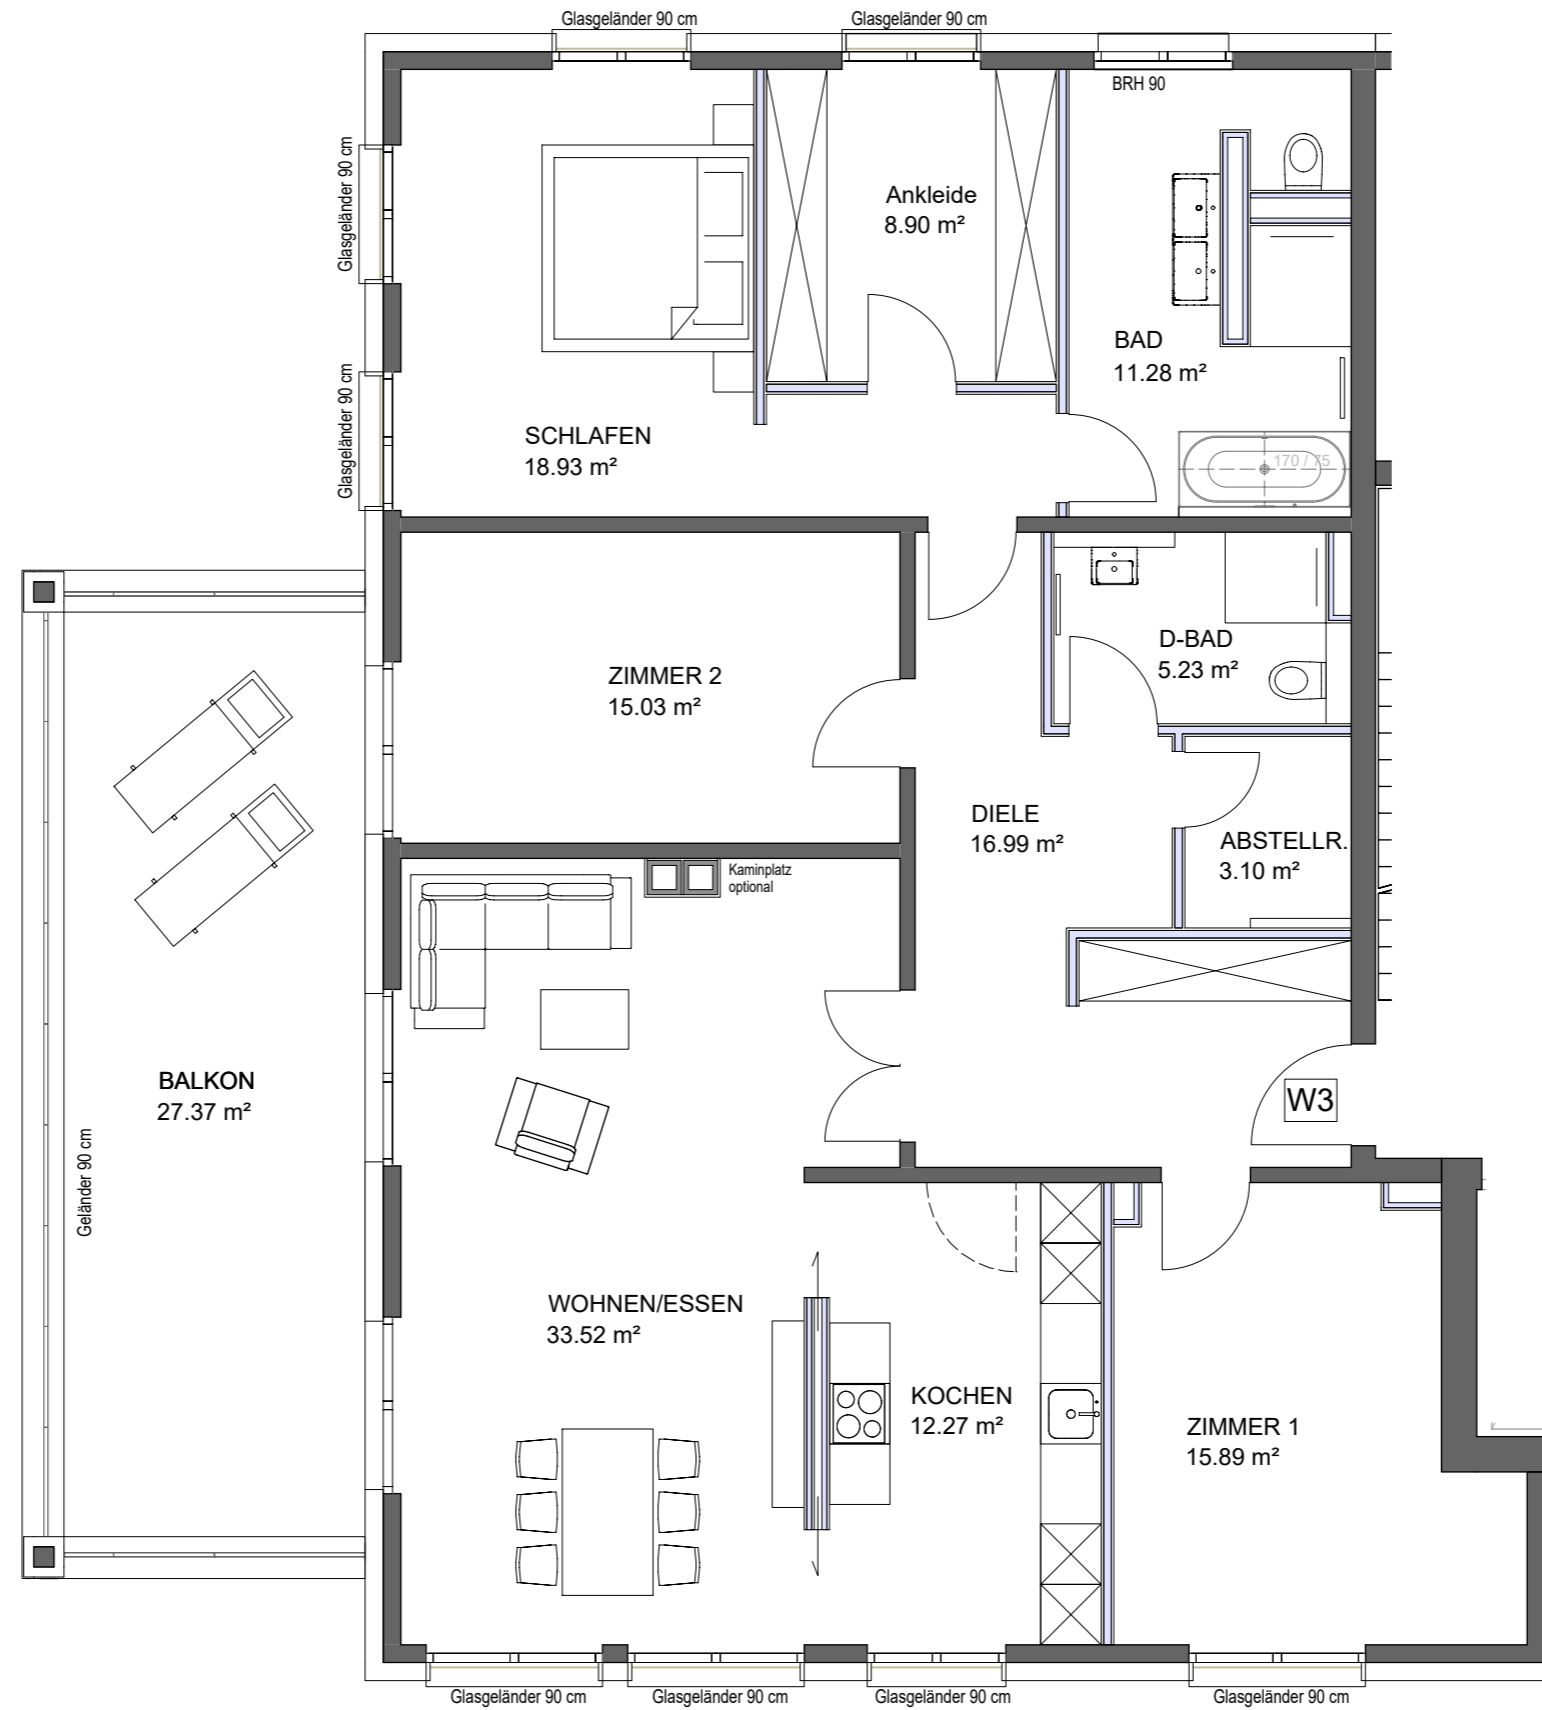 Glasgeländer 90 cm
Glasgeländer 90 cm
BRH 90
Glasgeländer 90 cm
Ankleide
8.90 m²
BAD
11.28 m²
Glasgeländer 90 cm
SCHLAFEN
18.93 m²
170 / 75
ZIMMER 2
15.03 m²
D-BAD
5.23 m²
DIELE
16.99 m²
ABSTELLR.
3.10 m²
Kaminplatz
optional
BALKON
27.37 m²
Geländer 90 cm
W3
WOHNEN/ESSEN
33.52 m²
KOCHEN
12.27 m²
ZIMMER 1
15.89 m²
Glasgeländer 90 cm
Glasgeländer 90 cm
Glasgeländer 90 cm
Glasgeländer 90 cm